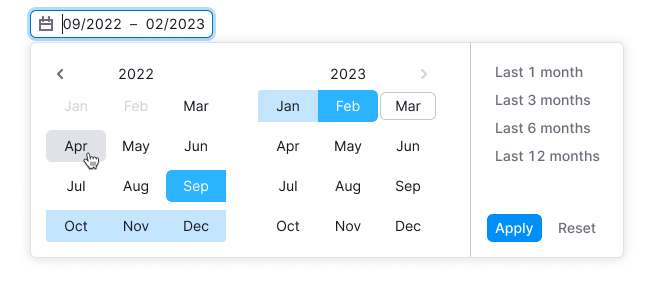 09/2022 – 02/2023
2022
Jan Feb Mar
Apr May Jun
Jul Aug Sep
Oct Nov Dec
2023
Jan Feb Mar
Apr May Jun
Jul Aug Sep
Oct Nov Dec
Last 1 month
Last 3 months
Last 6 months
Last 12 months
Apply Reset